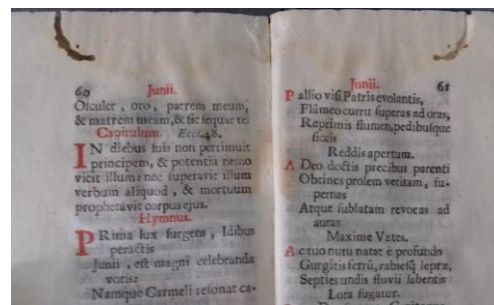 60 Junii.
Osculer, oro, patrem meum,
& matrem meam, & sic sequar te.
Capitulum. Eccl. 48.
IN diebus suis non pertimuit
principem, & potentia nemo
vicit illum: nec superavit illum
verbum aliquod, & mortuum
prophetavit corpus ejus.
Hymnus.
PRima lux surgens, Idibus
peractis
Junii, est magni celebranda
votis:
Namque Carmeli resonat ca-
Junii. 61
Pallio visi Patris evolantis,
Flámeo curru superas ad oras,
Reprimis flumen, pedibusque
siccis
Reddis apertum.
A Deo doctis precibus parenti
Obtines prolem vetitam, su-
pernas
Atque sublatam revocas ad
auras
Maxime Vates.
Ac tuo nutu natat è profundo
Gurgitis ferrú, rabiesq́ lepræ,
Septies undis fluvii labentis
Lota fugatur.